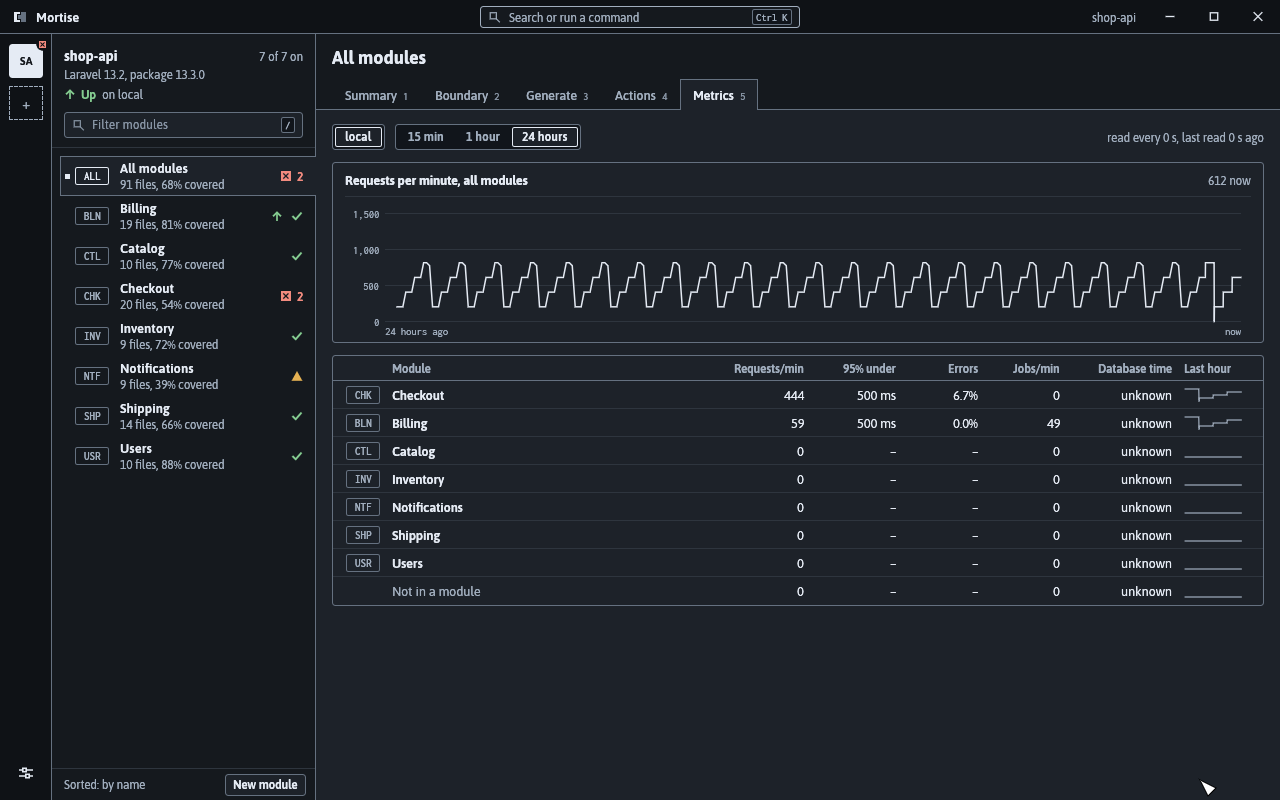 Mortise
Search or run a command
Ctrl K
shop-api
SA
+
shop-api
7 of 7 on
Laravel 13.2, package 13.3.0
Up on local
Filter modules
/
ALL
All modules
91 files, 68% covered
2
BLN
Billing
19 files, 81% covered
CTL
Catalog
10 files, 77% covered
CHK
Checkout
20 files, 54% covered
2
INV
Inventory
9 files, 72% covered
NTF
Notifications
9 files, 39% covered
SHP
Shipping
14 files, 66% covered
USR
Users
10 files, 88% covered
Sorted: by name
New module
All modules
Summary 1
Boundary 2
Generate 3
Actions 4
Metrics 5
local
15 min
1 hour
24 hours
read every 0 s, last read 0 s ago
Requests per minute, all modules
612 now
1,500
1,000
500
0
24 hours ago
now
Module Requests/min 95% under Errors Jobs/min Database time Last hour
CHK Checkout 444 500 ms 6.7% 0 unknown
BLN Billing 59 500 ms 0.0% 49 unknown
CTL Catalog 0 – – 0 unknown
INV Inventory 0 – – 0 unknown
NTF Notifications 0 – – 0 unknown
SHP Shipping 0 – – 0 unknown
USR Users 0 – – 0 unknown
Not in a module 0 – – 0 unknown